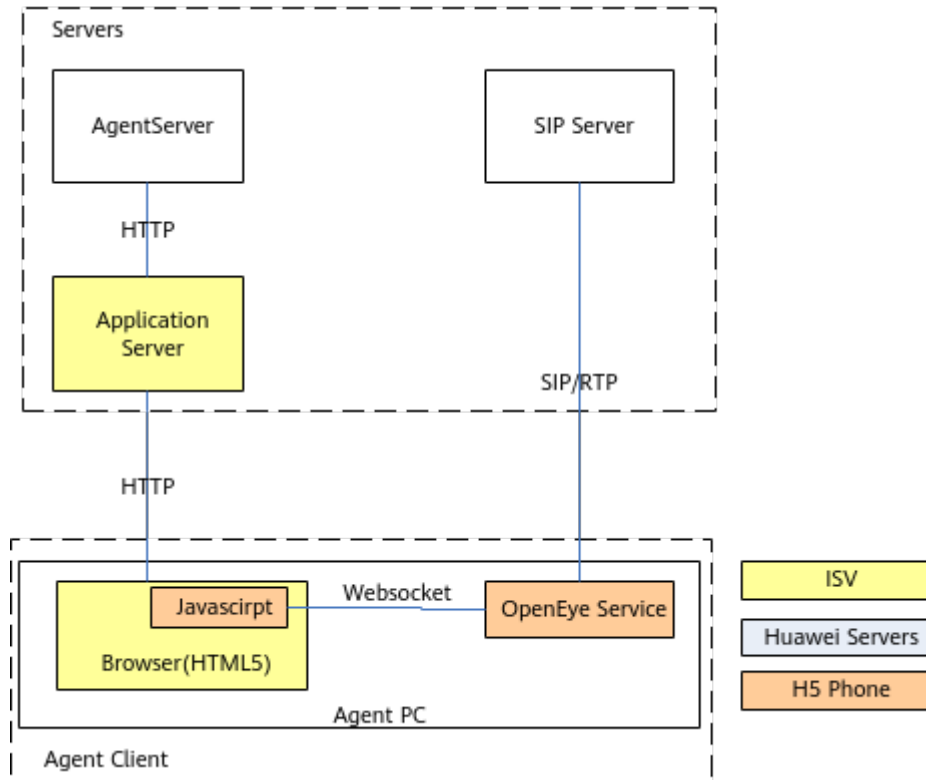 Servers
AgentServer
SIP Server
HTTP
Application
Server
SIP/RTP
HTTP
Javascirpt
Websocket
OpenEye Service
Browser(HTML5)
Agent PC
Agent Client
ISV
Huawei Servers
H5 Phone